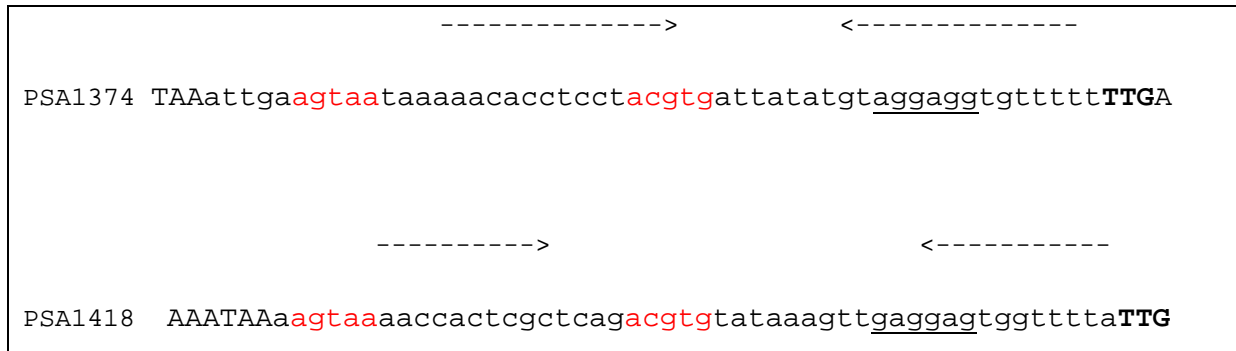 --------------> <--------------
PSA1374 TAAattgaagtaataaaaacacctcctacgtgattatatgtaggaggtgtttttTTGA
----------> <-----------
PSA1418 AAATAAaagtaaaaccactcgctcagacgtgtataaagttgaggagtggttttaTTG